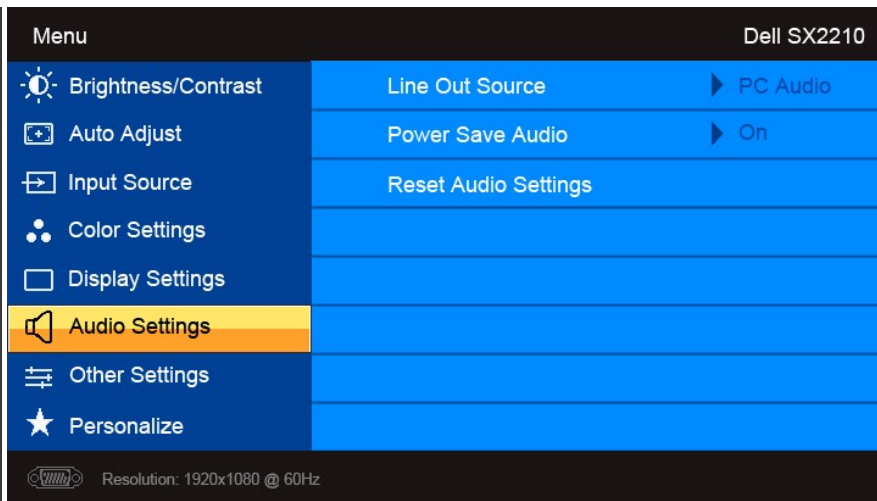 Menu Dell SX2210
Brightness/Contrast Line Out Source PC Audio
Auto Adjust Power Save Audio On
Input Source Reset Audio Settings
Color Settings
Display Settings
Audio Settings
Other Settings
Personalize
Resolution: 1920x1080 @ 60Hz